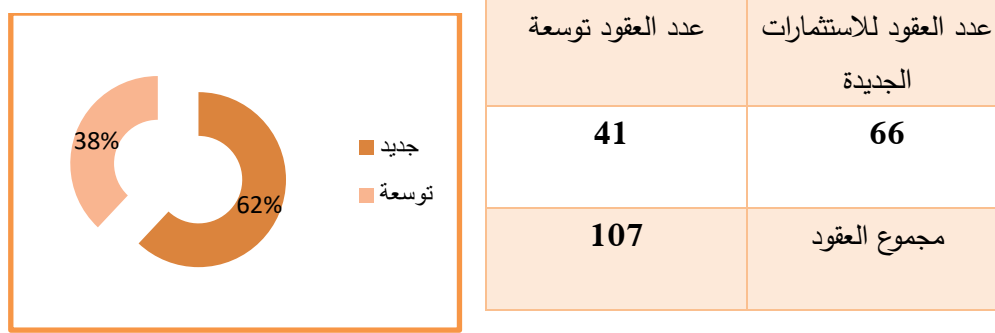 عدد العقود للاستثمارات الجديدة
عدد العقود توسعة
66
41
مجموع العقود
107
38%
62%
جديد
توسعة